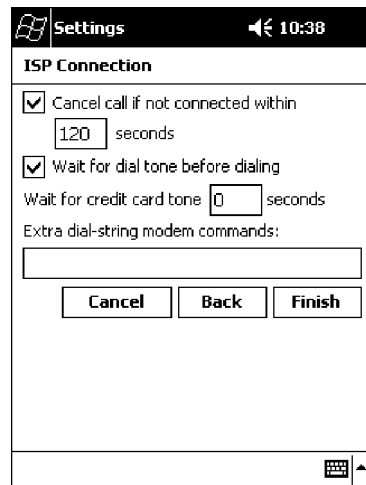 Settings 10:38
ISP Connection
Cancel call if not connected within
120 seconds
Wait for dial tone before dialing
Wait for credit card tone 0 seconds
Extra dial-string modem commands:
Cancel Back Finish